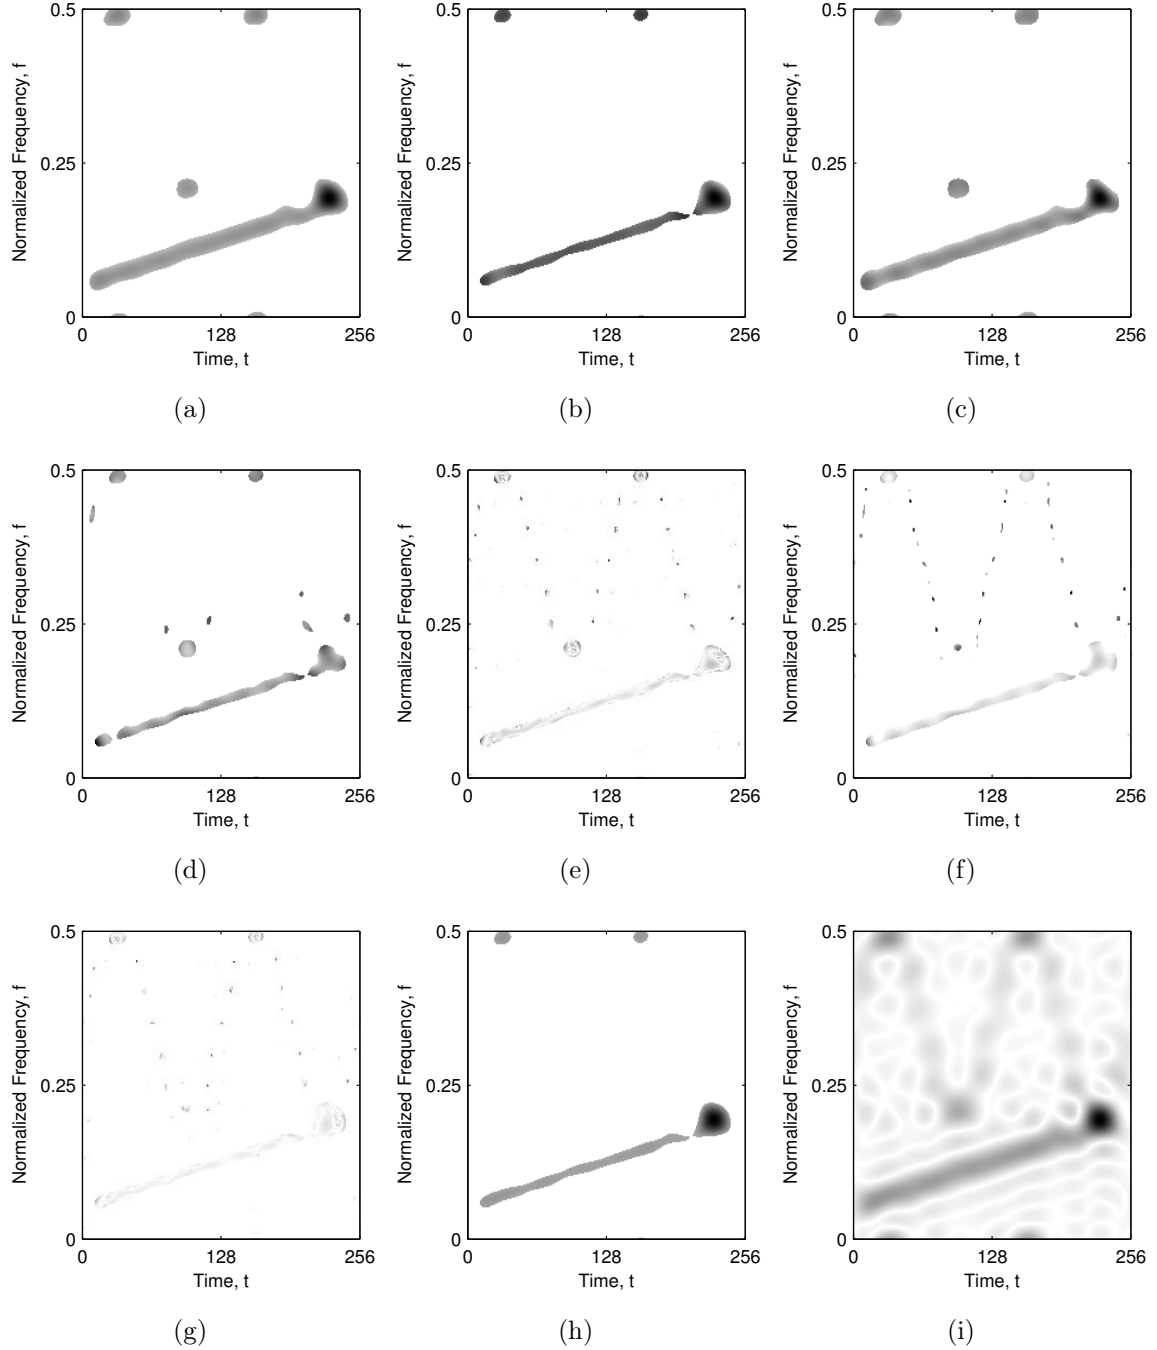 0.5 0.5 0.5
Normalized Frequency, f Normalized Frequency, f Normalized Frequency, f
0.25 0.25 0.25
0 0 0
0 128 256 0 128 256 0 128 256
Time, t Time, t Time, t
(a) (b) (c)
0.5 0.5 0.5
Normalized Frequency, f Normalized Frequency, f Normalized Frequency, f
0.25 0.25 0.25
0 0 0
0 128 256 0 128 256 0 128 256
Time, t Time, t Time, t
(d) (e) (f)
0.5 0.5 0.5
Normalized Frequency, f Normalized Frequency, f Normalized Frequency, f
0.25 0.25 0.25
0 0 0
0 128 256 0 128 256 0 128 256
Time, t Time, t Time, t
(g) (h) (i)